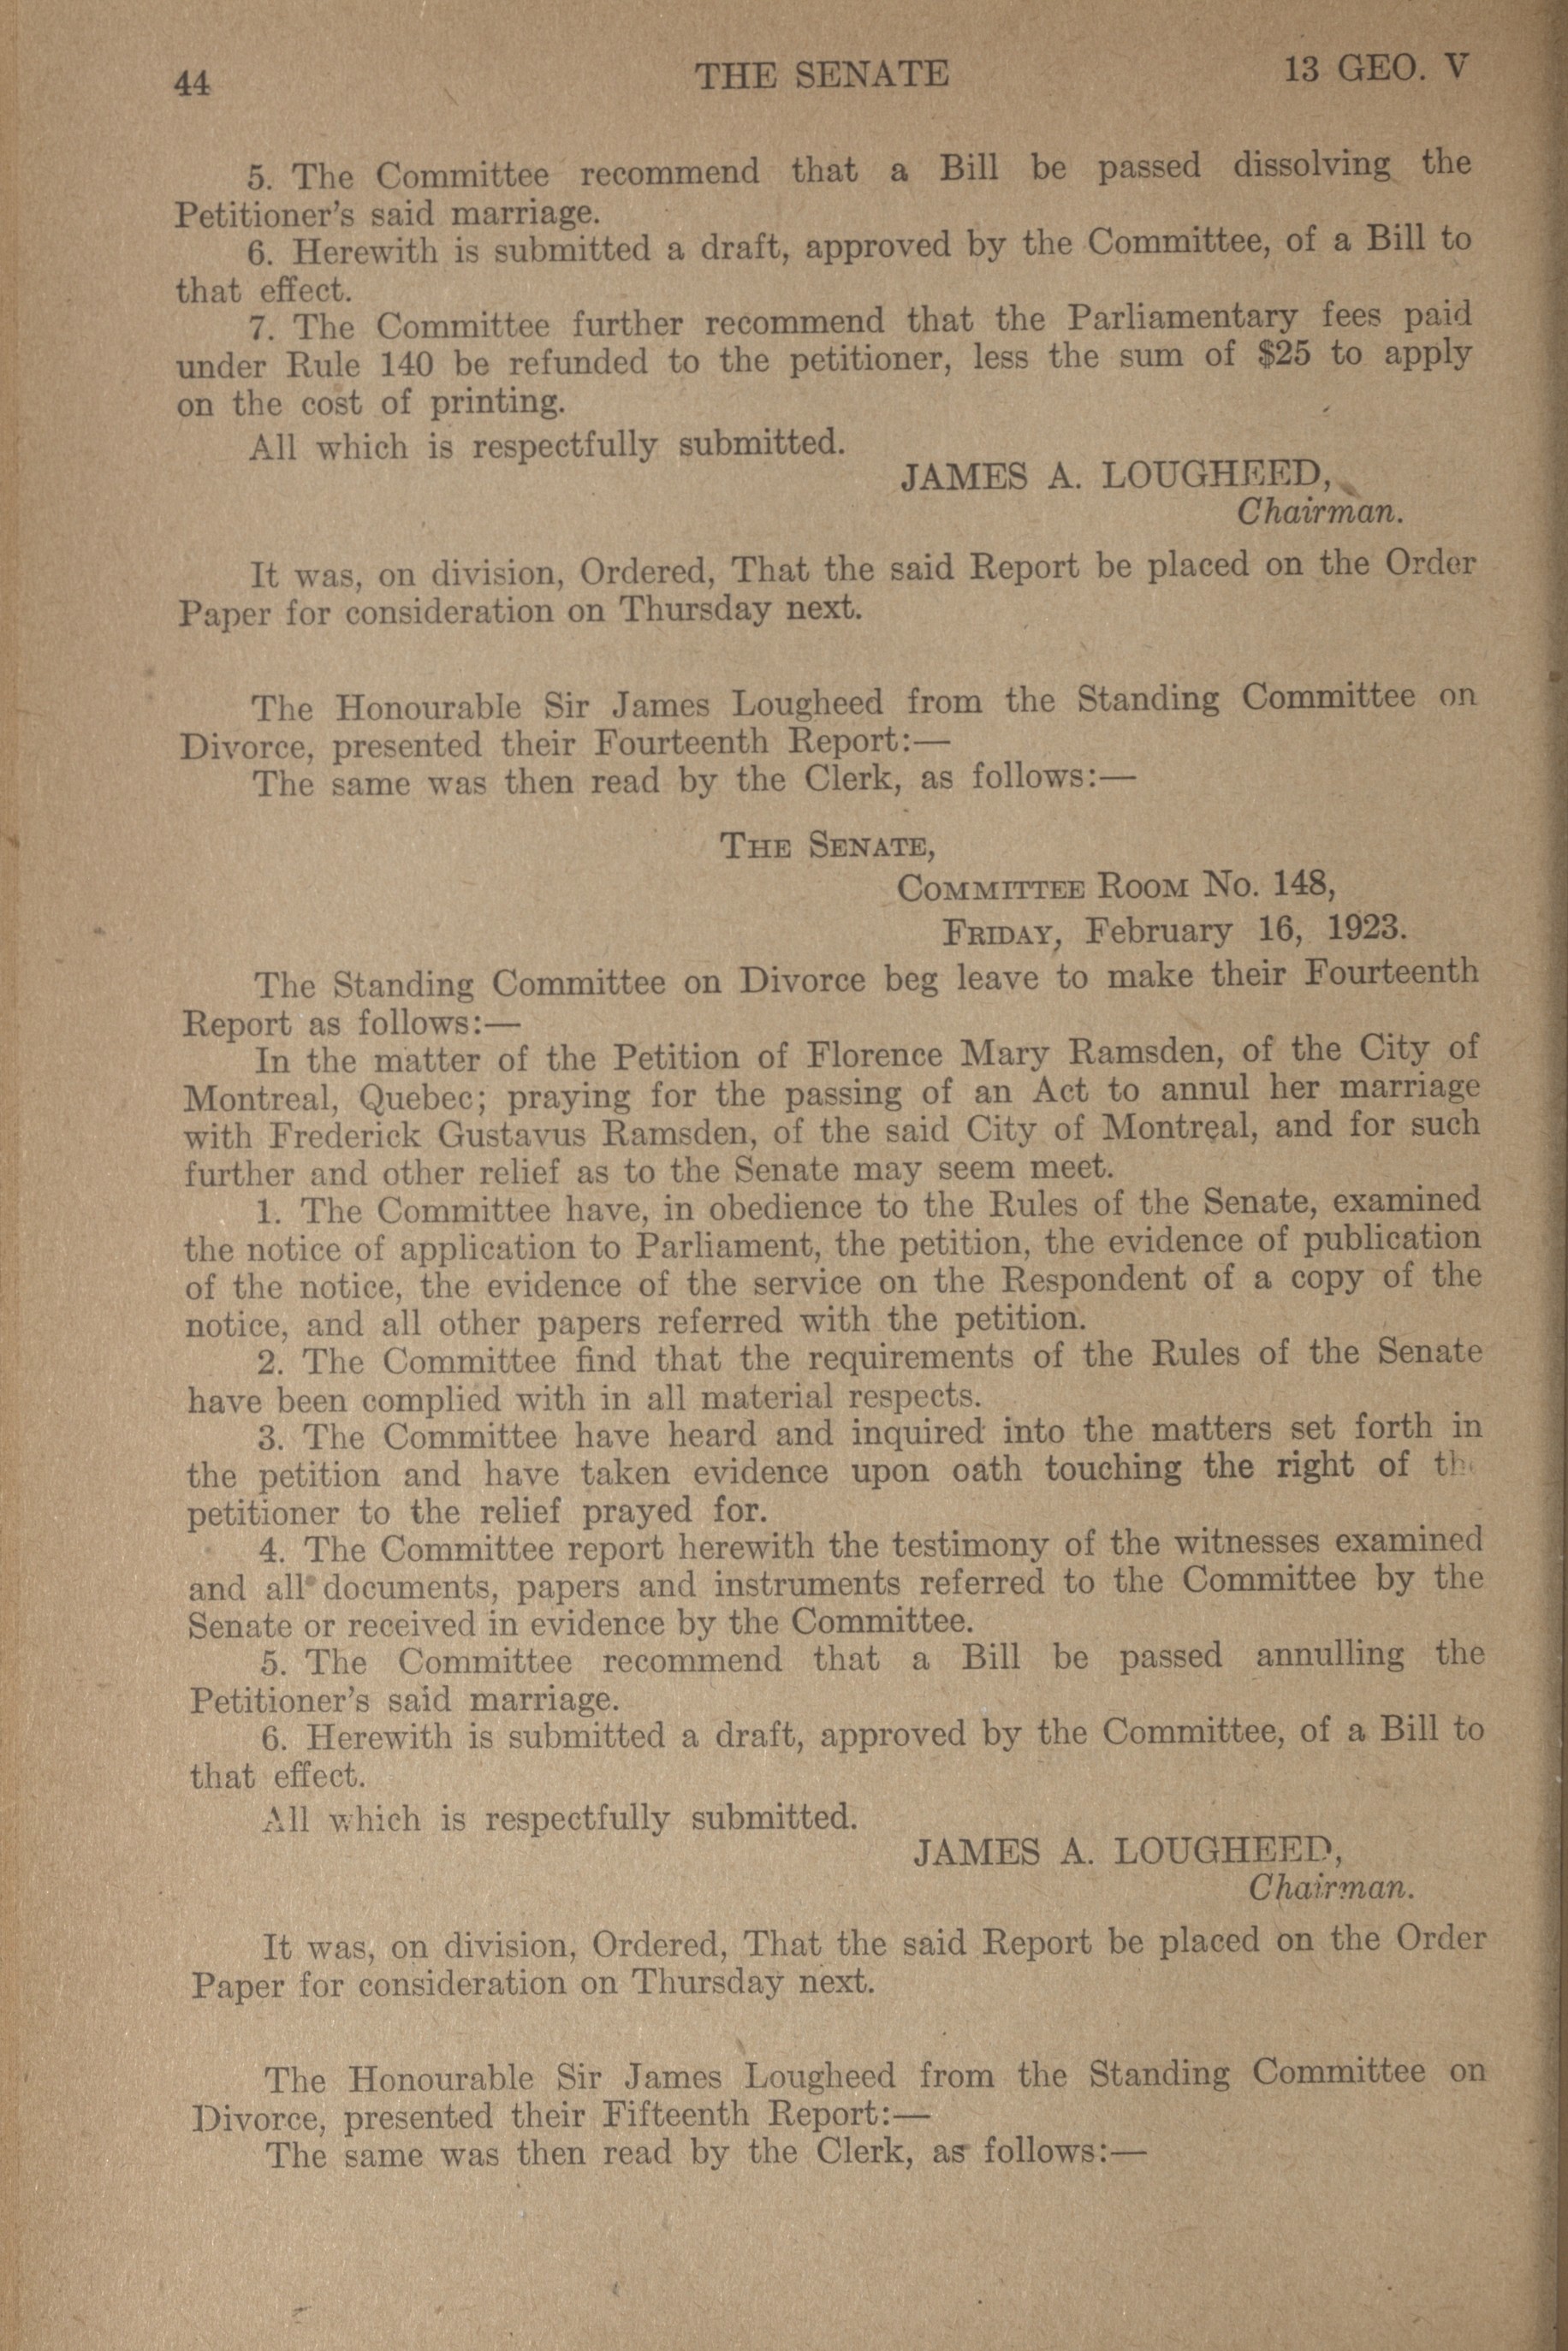 44 THE SENATE 13 GEO. V
5. The Committee recommend that a Bill be passed dissolving the
Petitioner's said marriage.
6. Herewith is submitted a draft, approved by the Committee, of a Bill to
that effect.
7. The Committee further recommend that the Parliamentary fees paid
under Rule 140 be refunded to the petitioner, less the sum of $25 to apply
on the cost of printing.
All which is respectfully submitted.
JAMES A. LOUGHEED,
Chairman.
It was, on division, Ordered, That the said Report be placed on the Order
Paper for consideration on Thursday next.
The Honourable Sir James Lougheed from the Standing Committee on
Divorce, presented their Fourteenth Report:—
The same was then read by the Clerk, as follows:—
THE SENATE,
COMMITTEE ROOM NO. 148,
FRIDAY, February 16, 1923.
The Standing Committee on Divorce beg leave to make their Fourteenth
Report as follows:—
In the matter of the Petition of Florence Mary Ramsden, of the City of
Montreal, Quebec; praying for the passing of an Act to annul her marriage
with Frederick Gustavus Ramsden, of the said City of Montreal, and for such
further and other relief as to the Senate may seem meet.
1. The Committee have, in obedience to the Rules of the Senate, examined
the notice of application to Parliament, the petition, the evidence of publication
of the notice, the evidence of the service on the Respondent of a copy of the
notice, and all other papers referred with the petition.
2. The Committee find that the requirements of the Rules of the Senate
have been complied with in all material respects.
3. The Committee have heard and inquired into the matters set forth in
the petition and have taken evidence upon oath touching the right of the
petitioner to the relief prayed for.
4. The Committee report herewith the testimony of the witnesses examined
and all documents, papers and instruments referred to the Committee by the
Senate or received in evidence by the Committee.
5. The Committee recommend that a Bill be passed annulling the
Petitioner's said marriage.
6. Herewith is submitted a draft, approved by the Committee, of a Bill to
that effect.
All which is respectfully submitted.
JAMES A. LOUGHEED,
Chairman.
It was, on division, Ordered, That the said Report be placed on the Order
Paper for consideration on Thursday next.
The Honourable Sir James Lougheed from the Standing Committee on
Divorce, presented their Fifteenth Report:—
The same was then read by the Clerk, as follows:—